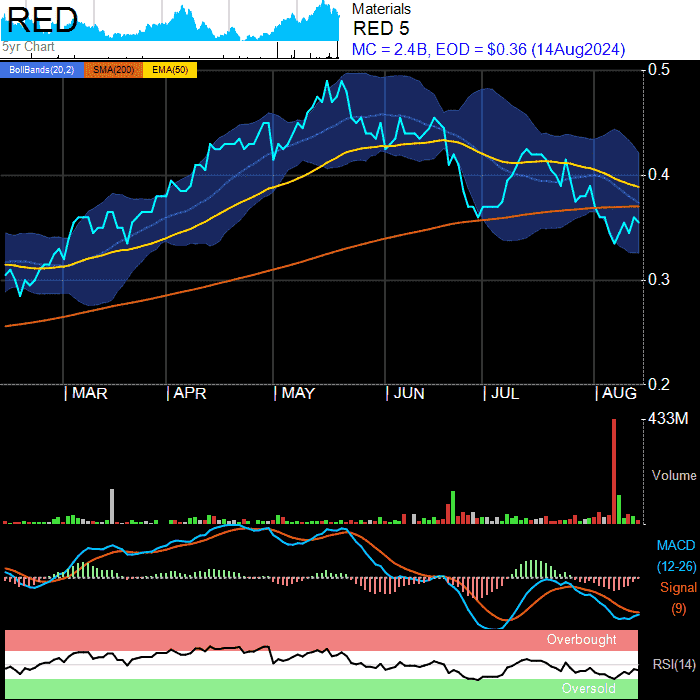 RED
5yr Chart
Materials
RED 5
MC = 2.4B, EOD = $0.36 (14Aug2024)
BollBands(20,2) SMA(200) EMA(50)
0.5
0.4
0.3
0.2
MAR APR MAY JUN JUL AUG
433M
Volume
MACD
(12-26)
Signal
(9)
Overbought
RSI(14)
Oversold